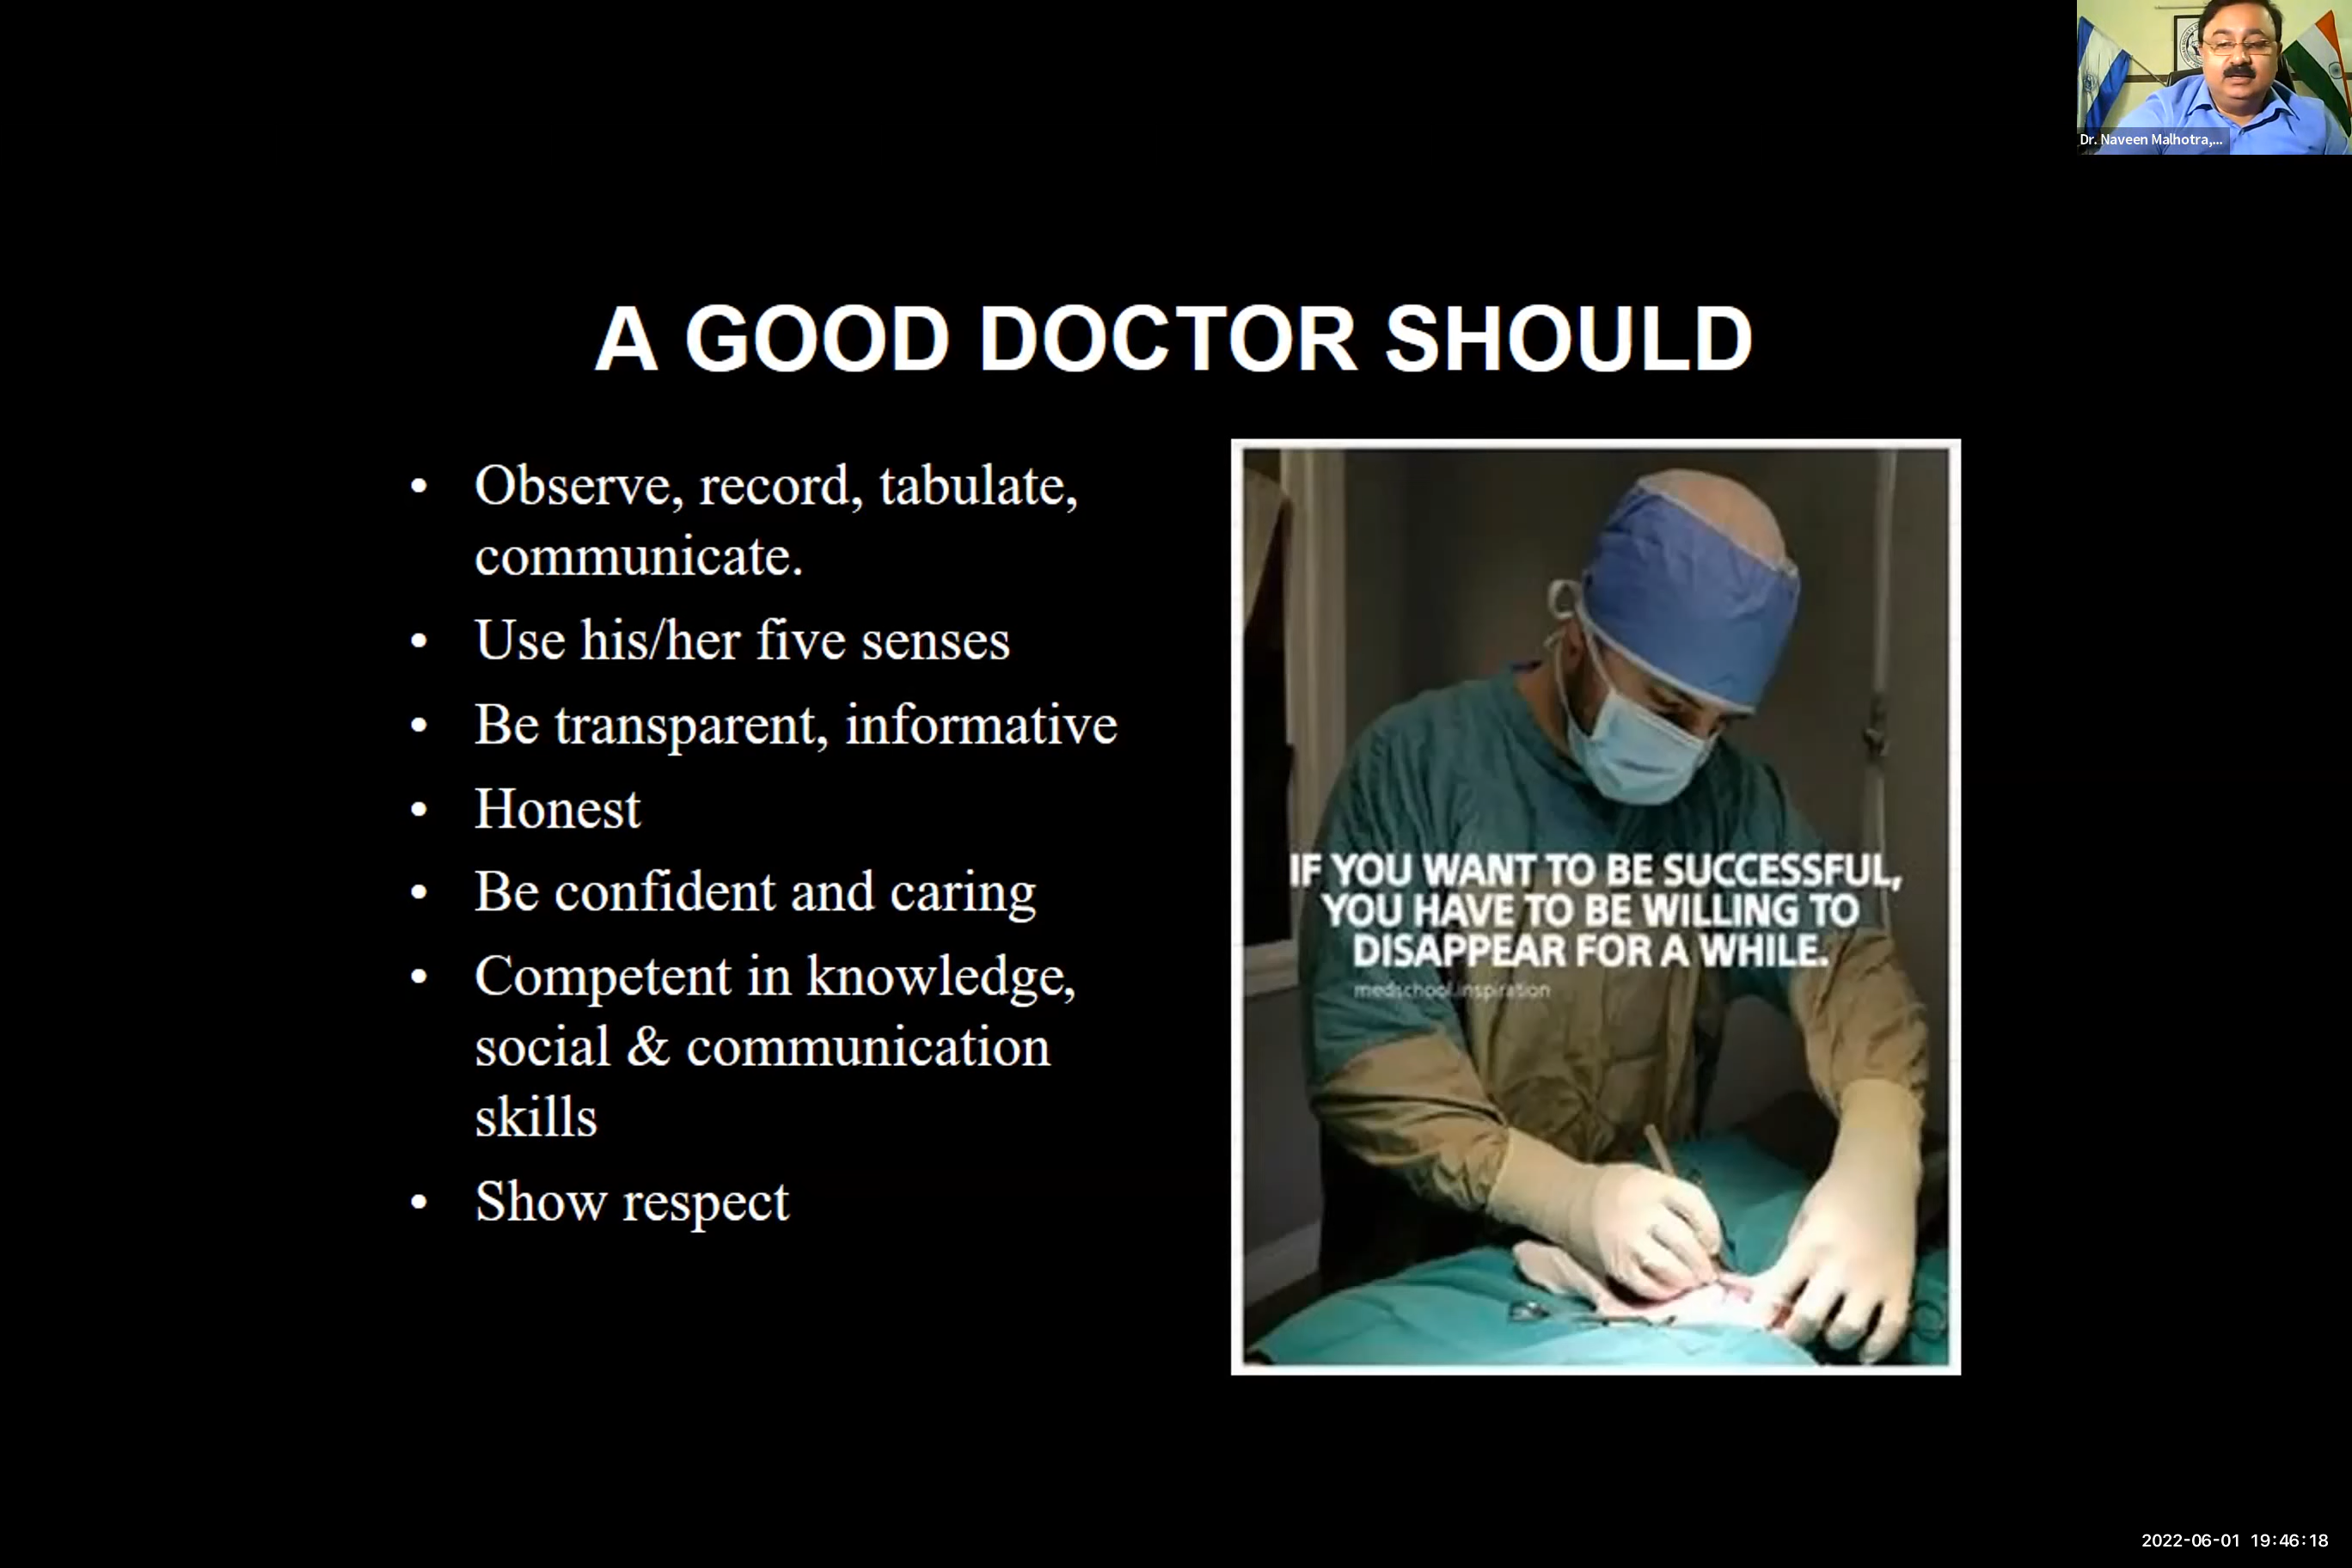 Dr. Naveen Malhotra,...
A GOOD DOCTOR SHOULD
• Observe, record, tabulate,
communicate.
• Use his/her five senses
• Be transparent, informative
• Honest
• Be confident and caring
• Competent in knowledge,
social & communication
skills
• Show respect
IF YOU WANT TO BE SUCCESSFUL,
YOU HAVE TO BE WILLING TO
DISAPPEAR FOR A WHILE.
medschool.inspiration
2022-06-01 19:46:18